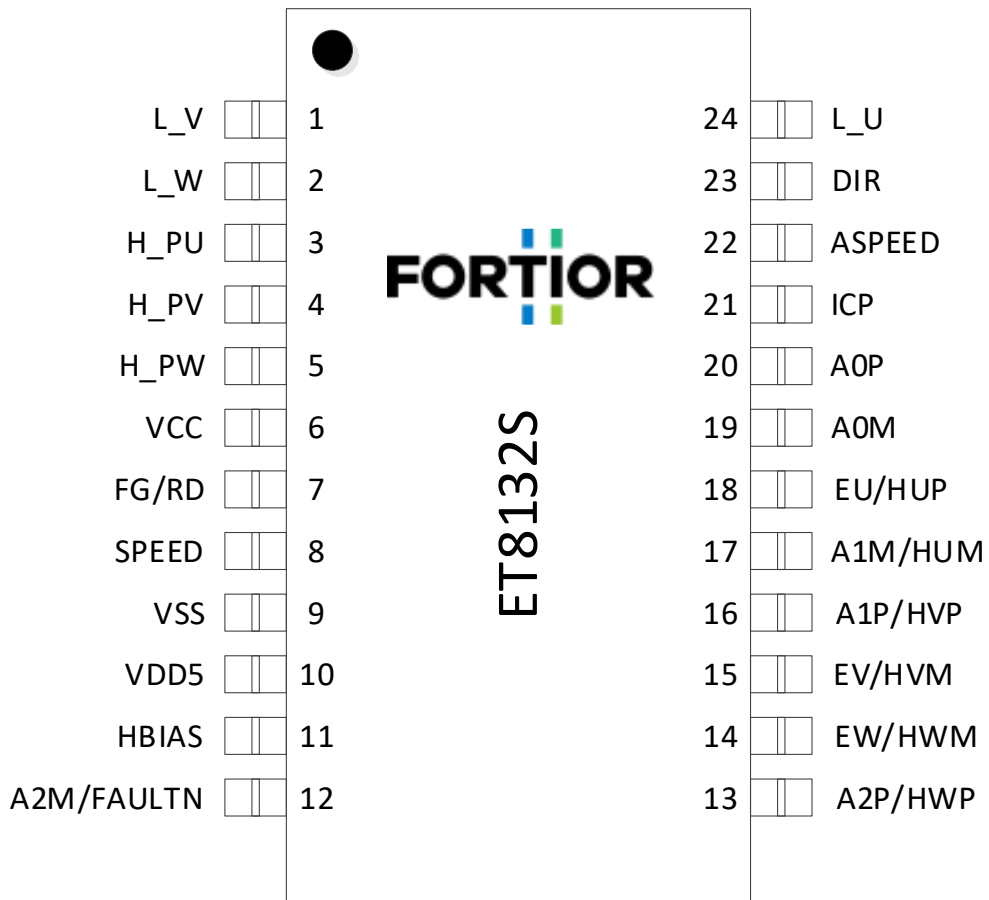 L_V 1 24 L_U
L_W 2 23 DIR
H_PU 3 22 ASPEED
FORTIOR
H_PV 4 21 ICP
H_PW 5 20 A0P
VCC 6 19 A0M
FG/RD 7 18 EU/HUP
ET8132S
SPEED 8 17 A1M/HUM
VSS 9 16 A1P/HVP
VDD5 10 15 EV/HVM
HBIAS 11 14 EW/HWM
A2M/FAULTN 12 13 A2P/HWP